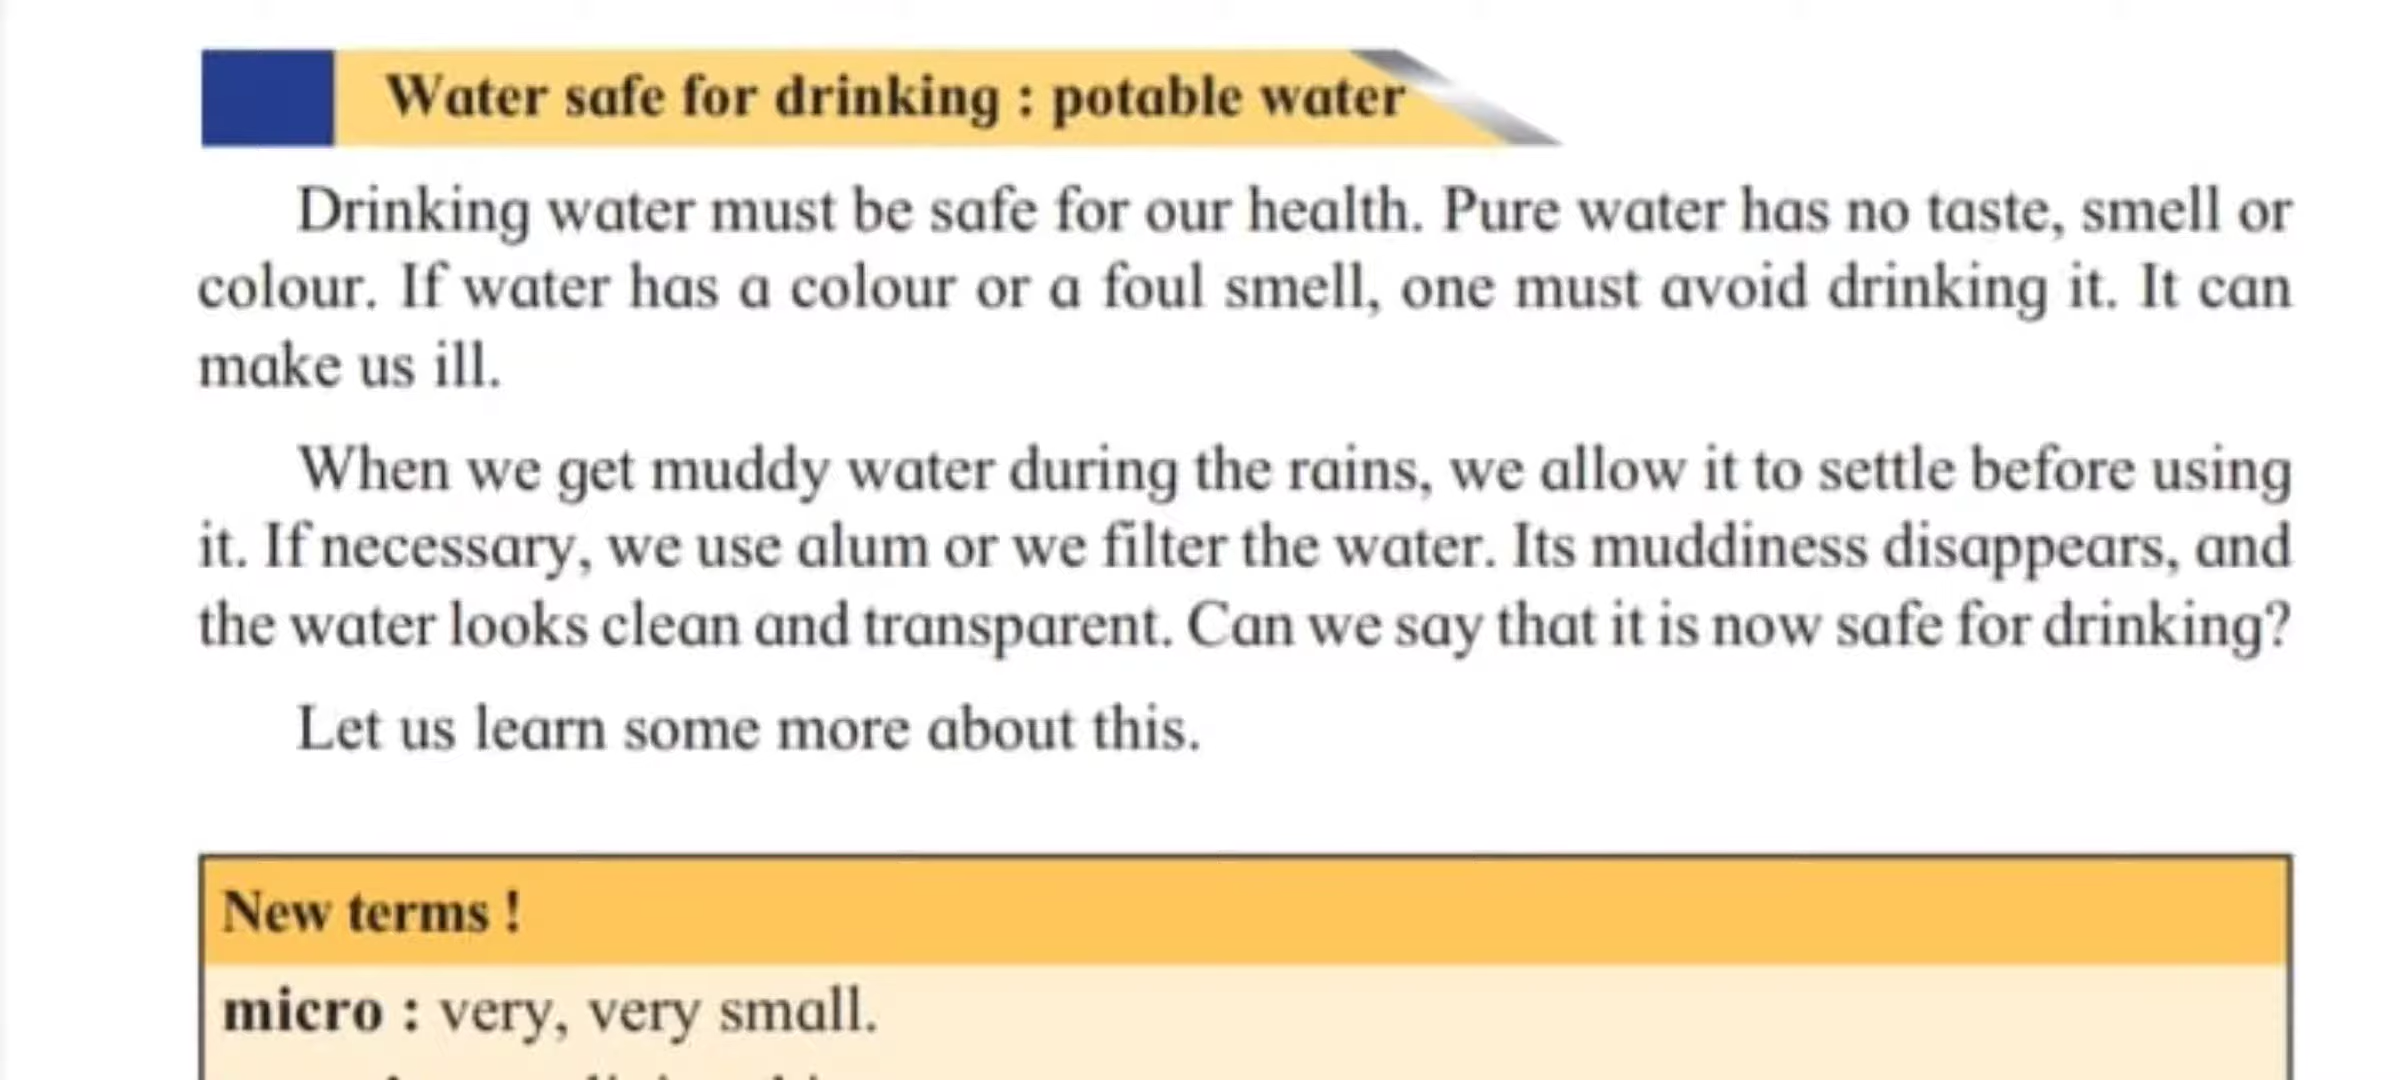 Water safe for drinking : potable water
Drinking water must be safe for our health. Pure water has no taste, smell or
colour. If water has a colour or a foul smell, one must avoid drinking it. It can
make us ill.
When we get muddy water during the rains, we allow it to settle before using
it. If necessary, we use alum or we filter the water. Its muddiness disappears, and
the water looks clean and transparent. Can we say that it is now safe for drinking?
Let us learn some more about this.
New terms !
micro : very, very small.